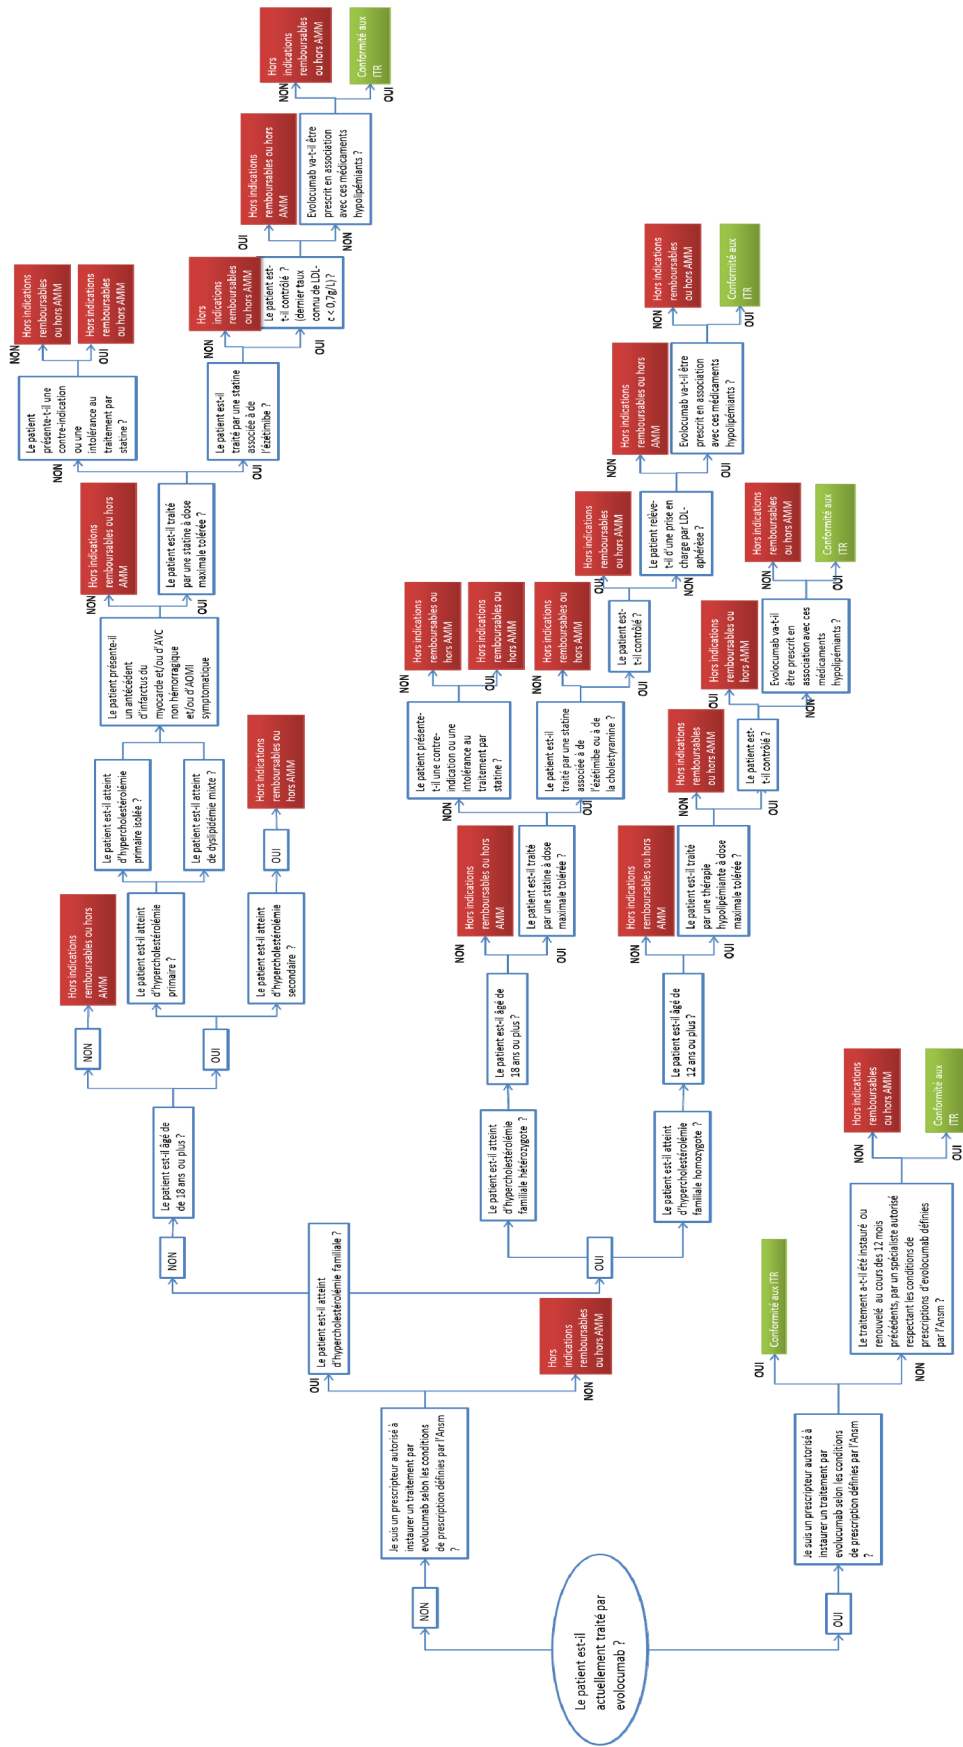 Le patient est-il
actuellement traité par
evolocumab ?
NON
Je suis un prescripteur autorisé à
instaurer un traitement par
evolucumab selon les conditions
de prescription définies par l'Ansm
?
OUI
Le patient est-il atteint
d'hypercholestérolémie familiale ?
NON
Hors
indications
remboursables
ou hors AMM
NON
Le patient est-il âgé de
de 18 ans ou plus ?
NON
Hors indications
remboursables ou hors
AMM
OUI
Le patient est-il atteint
d'hypercholestérolémie
primaire ?
Le patient est-il atteint
d'hypercholestérolémie
secondaire ?
OUI
Hors indications
remboursables ou
hors AMM
Le patient est-il atteint
d'hypercholestérolémie
primaire isolée ?
Le patient est-il atteint
de dyslipidémie mixte ?
Le patient présente-il
un antécédent
d'infarctus du
myocarde et/ou d'AVC
non hémorragique
et/ou d'AOMI
symptomatique
NON
Hors indications
remboursables ou hors
AMM
OUI
Le patient est-il traité
par une statine à dose
maximale tolérée ?
NON
Le patient
présente-t-il une
contre-indication
ou une
intolérance au
traitement par
statine ?
NON
Hors indications
remboursables
ou hors AMM
OUI
Hors indications
remboursables
ou hors AMM
OUI
Le patient est-il
traité par une statine
associée à de
l'ézétimibe ?
NON
Hors
indications
remboursables
ou hors AMM
OUI
Le patient est-
t-il contrôlé ?
(dernier taux
connu de LDL-
c < 0,7g/L) ?
OUI
Hors indications
remboursables ou hors
AMM
NON
Evolocumab va-t-il être
prescrit en association
avec ces médicaments
hypolipémiants ?
NON
Hors
indications
remboursables
ou hors AMM
OUI
Conformité aux
ITR
OUI
Le patient est-il atteint
d'hypercholestérolémie
familiale hétérozygote ?
Le patient est-il âgé de
18 ans ou plus ?
NON
Hors indications
remboursables ou hors
AMM
OUI
Le patient est-il traité
par une statine à dose
maximale tolérée ?
NON
Le patient présente-
t-il une contre-
indication ou une
intolérance au
traitement par
statine ?
NON
Hors indications
remboursables ou
hors AMM
OUI
Hors indications
remboursables ou
hors AMM
OUI
Le patient est-il
traité par une statine
associée à de
l'ézétimibe ou à de
la cholestyramine ?
NON
Hors indications
remboursables ou
hors AMM
OUI
Le patient est-
t-il contrôlé ?
OUI
Hors indications
remboursables
ou hors AMM
NON
Le patient relève-
t-il d'une prise en
charge par LDL-
aphérèse ?
NON
Hors indications
remboursables ou hors
AMM
OUI
Evolocumab va-t-il être
prescrit en association
avec ces médicaments
hypolipémiants ?
NON
Hors indications
remboursables
ou hors AMM
OUI
Conformité aux
ITR
Le patient est-il atteint
d'hypercholestérolémie
familiale homozygote ?
Le patient est-il âgé de
12 ans ou plus ?
NON
Hors indications
remboursables ou hors
AMM
OUI
Le patient est-il traité
par une thérapie
hypolipémiante à dose
maximale tolérée ?
NON
Hors indications
remboursables
ou hors AMM
OUI
Le patient est-
t-il contrôlé ?
OUI
Hors indications
remboursables ou
hors AMM
NON
Evolocumab va-t-il
être prescrit en
association avec ces
médicaments
hypolipémiants ?
NON
Hors indications
remboursables
ou hors AMM
OUI
Conformité aux
ITR
OUI
Je suis un prescripteur autorisé à
instaurer un traitement par
evolucumab selon les conditions
de prescription définies par l'Ansm
?
OUI
Conformité aux ITR
NON
Le traitement a-t-il été instauré ou
renouvelé au cours des 12 mois
précédents, par un spécialiste autorisé
respectant les conditions de
prescriptions d'evolocumab définies
par l'Ansm ?
NON
Hors indications
remboursables
ou hors AMM
OUI
Conformité aux
ITR